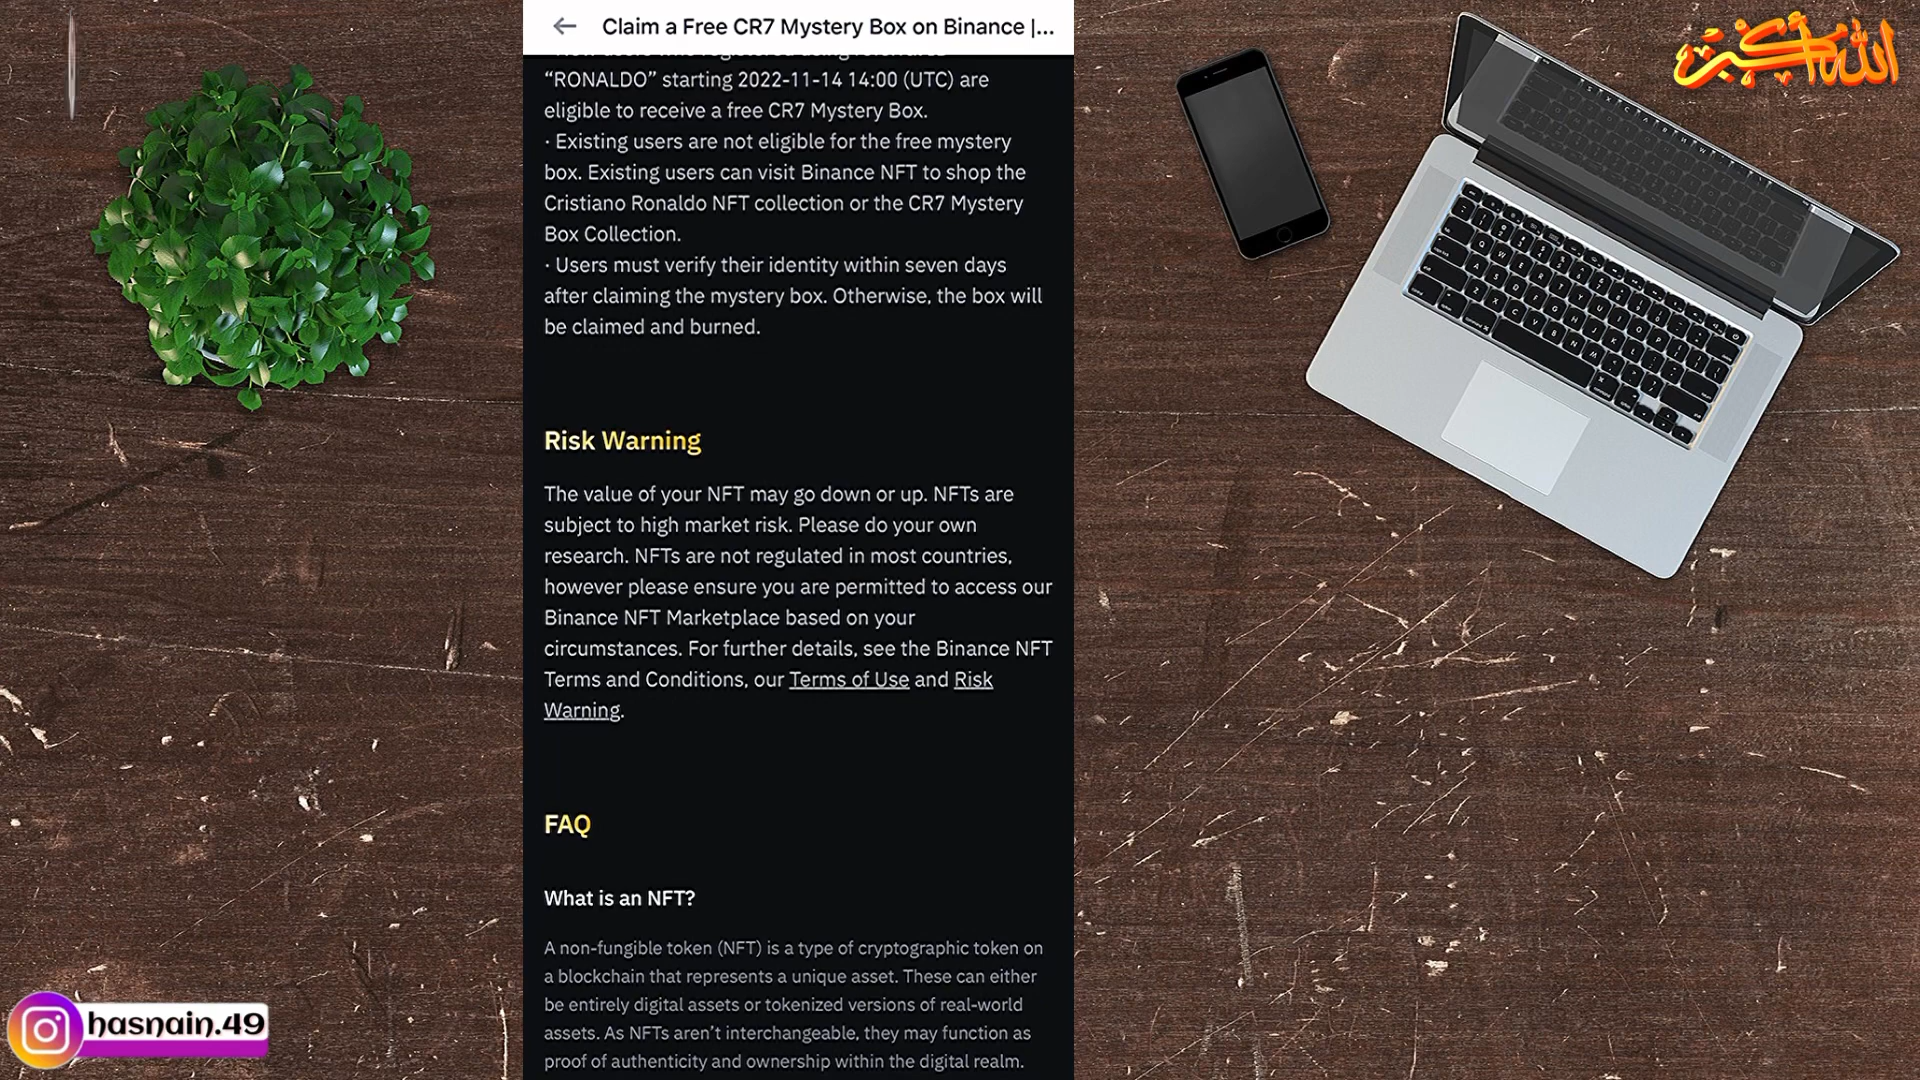 Claim a Free CR7 Mystery Box on Binance |...
“RONALDO” starting 2022-11-14 14:00 (UTC) are
eligible to receive a free CR7 Mystery Box.
· Existing users are not eligible for the free mystery
box. Existing users can visit Binance NFT to shop the
Cristiano Ronaldo NFT collection or the CR7 Mystery
Box Collection.
· Users must verify their identity within seven days
after claiming the mystery box. Otherwise, the box will
be claimed and burned.
Risk Warning
The value of your NFT may go down or up. NFTs are
subject to high market risk. Please do your own
research. NFTs are not regulated in most countries,
however please ensure you are permitted to access our
Binance NFT Marketplace based on your
circumstances. For further details, see the Binance NFT
Terms and Conditions, our Terms of Use and Risk
Warning.
FAQ
What is an NFT?
A non-fungible token (NFT) is a type of cryptographic token on
a blockchain that represents a unique asset. These can either
be entirely digital assets or tokenized versions of real-world
assets. As NFTs aren’t interchangeable, they may function as
proof of authenticity and ownership within the digital realm.
الله أكبر
hasnain.49